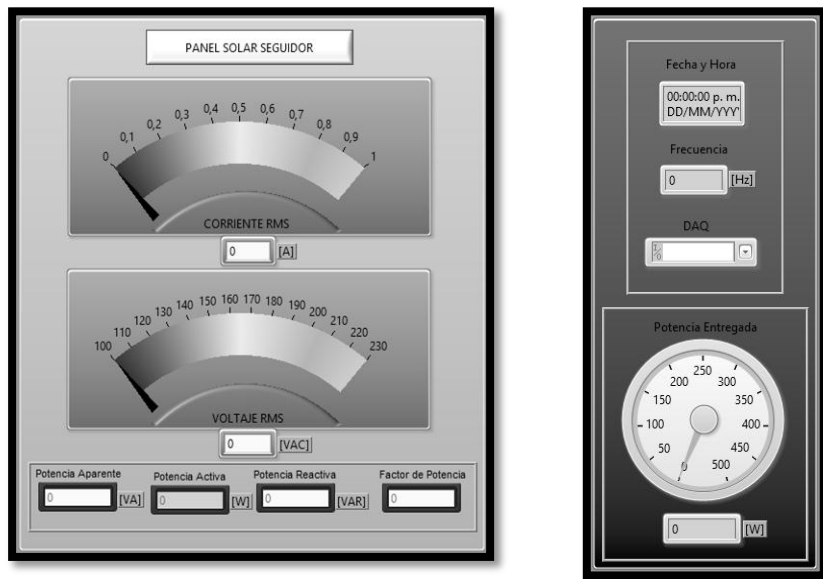 PANEL SOLAR SEGUIDOR
0 0,1 0,2 0,3 0,4 0,5 0,6 0,7 0,8 0,9 1
CORRIENTE RMS
0 [A]
100 110 120 130 140 150 160 170 180 190 200 210 220 230
VOLTAJE RMS
0 [VAC]
Potencia Aparente Potencia Activa Potencia Reactiva Factor de Potencia
0 [VA] 0 [W] 0 [VAR] 0
Fecha y Hora
00:00:00 p. m.
DD/MM/YYY
Frecuencia
0 [Hz]
DAQ
I/O
Potencia Entregada
0 50 100 150 200 250 300 350 400 450 500
0 [W]